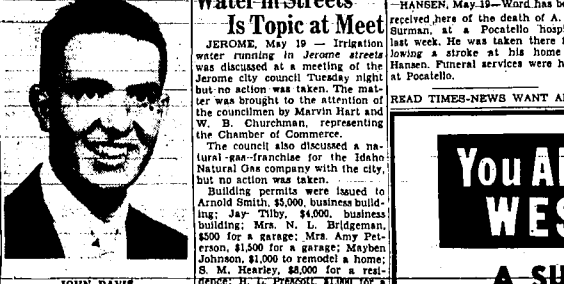 Water in Streets
Is Topic at Meet
JEROME, May 19 — Irrigation
water running in Jerome streets
was discussed at a meeting of the
Jerome city council Tuesday night
but no action was taken. The mat-
ter was brought to the attention of
the councilmen by Marvin Hart and
W. B. Churchman, representing
the Chamber of Commerce.
The council also discussed a na-
tural gas franchise for the Idaho
Natural Gas company with the city,
but no action was taken.
Building permits were issued to
Arnold Smith, $5,000, business build-
ing; Jay Tilby, $4,000, business
building; Mrs. N. L. Bridgeman,
$500 for a garage; Mrs. Amy Pet-
erson, $1,500 for a garage; Mayben
Johnson, $1,000 to remodel a home;
S. M. Hearley, $8,000 for a resi-
dence; H. L. Prescott, $1,000 for a
HANSEN, May 19—Word has be
received here of the death of A.
Surman, at a Pocatello hosp
last week. He was taken there f
lowing a stroke at his home
Hansen. Funeral services were h
at Pocatello.
READ TIMES-NEWS WANT A
You A
WES
A SU
JOHN DAVIS